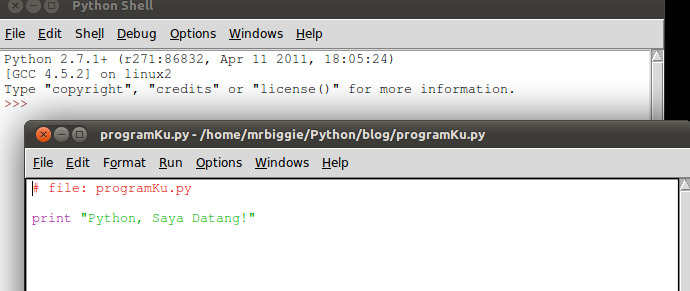 Python Shell
File Edit Shell Debug Options Windows Help
Python 2.7.1+ (r271:86832, Apr 11 2011, 18:05:24)
[GCC 4.5.2] on linux2
Type "copyright", "credits" or "license()" for more information.
>>>
programKu.py - /home/mrbiggie/Python/blog/programKu.py
File Edit Format Run Options Windows Help
# file: programKu.py
print "Python, Saya Datang!"